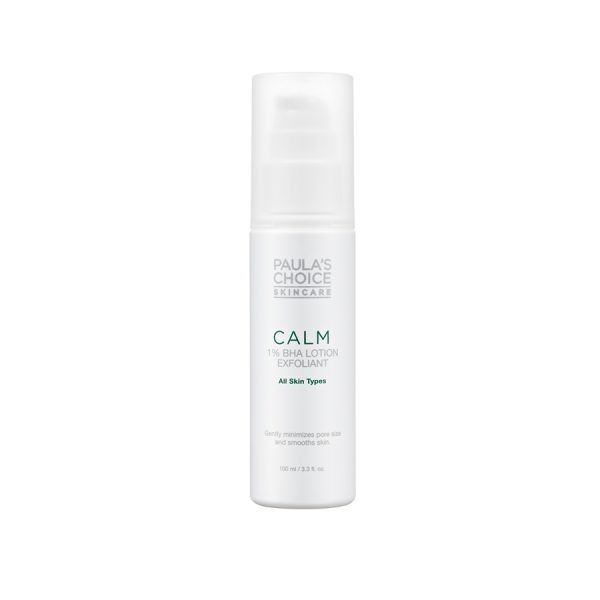 PAULA'S
CHOICE
SKINCARE
CALM
1% BHA LOTION
EXFOLIANT
All Skin Types
Gently minimizes pore size
and smooths skin.
100 ml / 3.3 fl. oz.